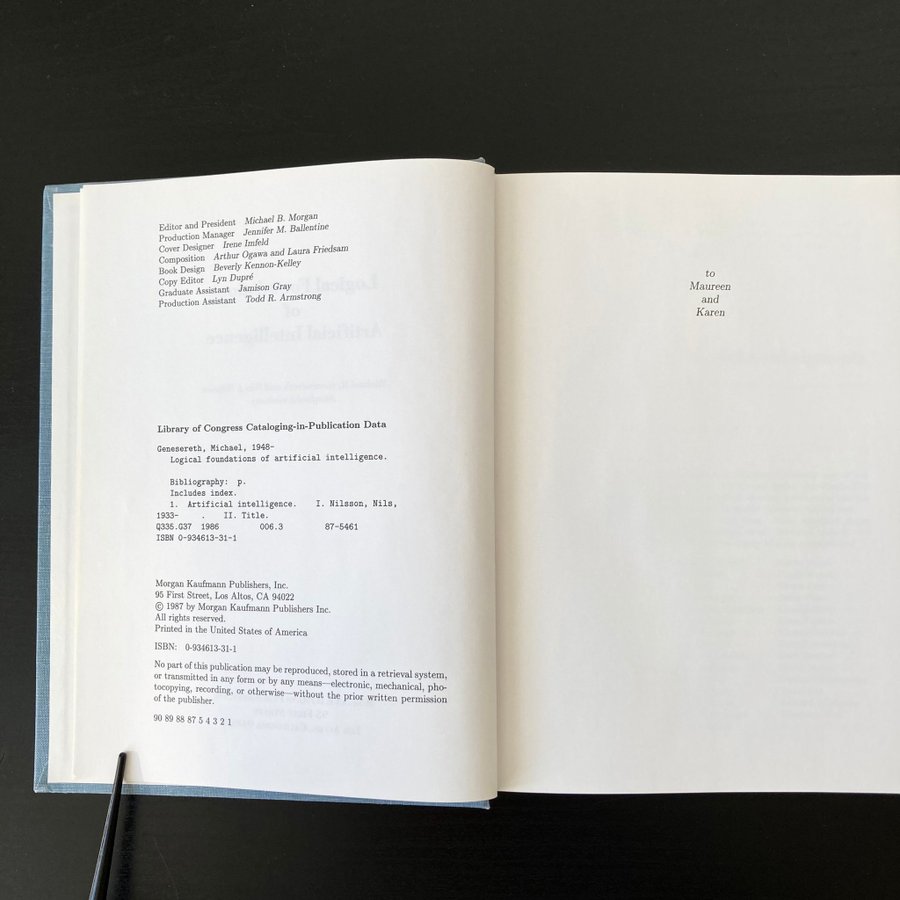 Editor and President Michael B. Morgan
Production Manager Jennifer M. Ballentine
Cover Designer Irene Imfeld
Composition Arthur Ogawa and Laura Friedsam
Book Design Beverly Kennon-Kelley
Copy Editor Lyn Dupré
Graduate Assistant Jamison Gray
Production Assistant Todd R. Armstrong
Library of Congress Cataloging-in-Publication Data
Genesereth, Michael, 1948-
Logical foundations of artificial intelligence.
Bibliography: p.
Includes index.
1. Artificial intelligence. I. Nilsson, Nils,
1933- . II. Title.
Q335.G37 1986 006.3 87-5461
ISBN 0-934613-31-1
Morgan Kaufmann Publishers, Inc.
95 First Street, Los Altos, CA 94022
© 1987 by Morgan Kaufmann Publishers Inc.
All rights reserved.
Printed in the United States of America
ISBN: 0-934613-31-1
No part of this publication may be reproduced, stored in a retrieval system,
or transmitted in any form or by any means—electronic, mechanical, pho-
tocopying, recording, or otherwise—without the prior written permission
of the publisher.
90 89 88 87 5 4 3 2 1
to
Maureen
and
Karen